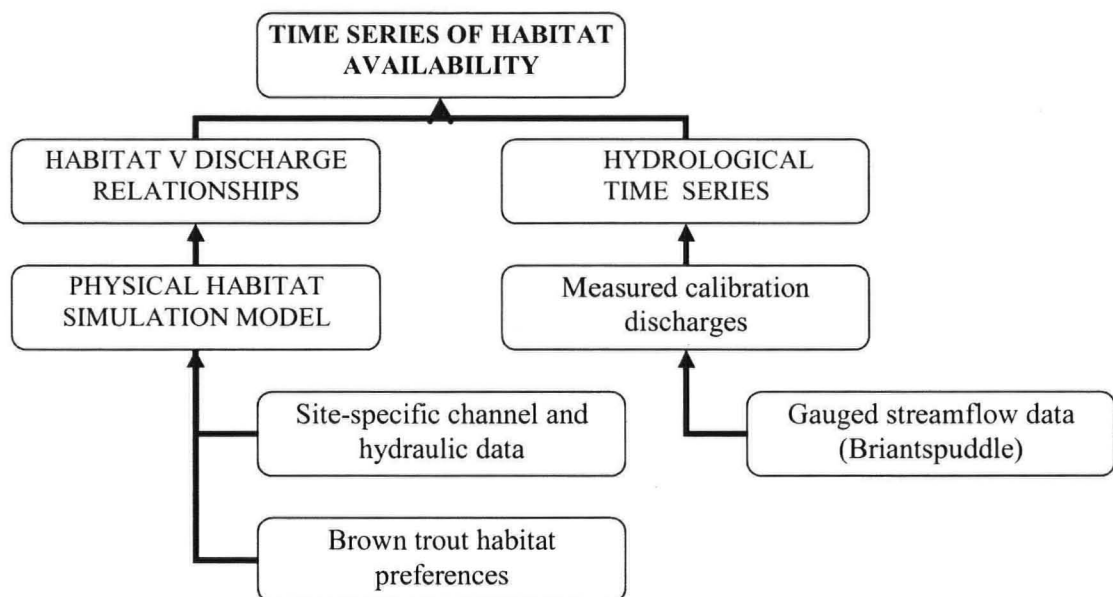 TIME SERIES OF HABITAT
AVAILABILITY
HABITAT V DISCHARGE
RELATIONSHIPS
HYDROLOGICAL
TIME SERIES
PHYSICAL HABITAT
SIMULATION MODEL
Measured calibration
discharges
Site-specific channel and
hydraulic data
Gauged streamflow data
(Briantspuddle)
Brown trout habitat
preferences